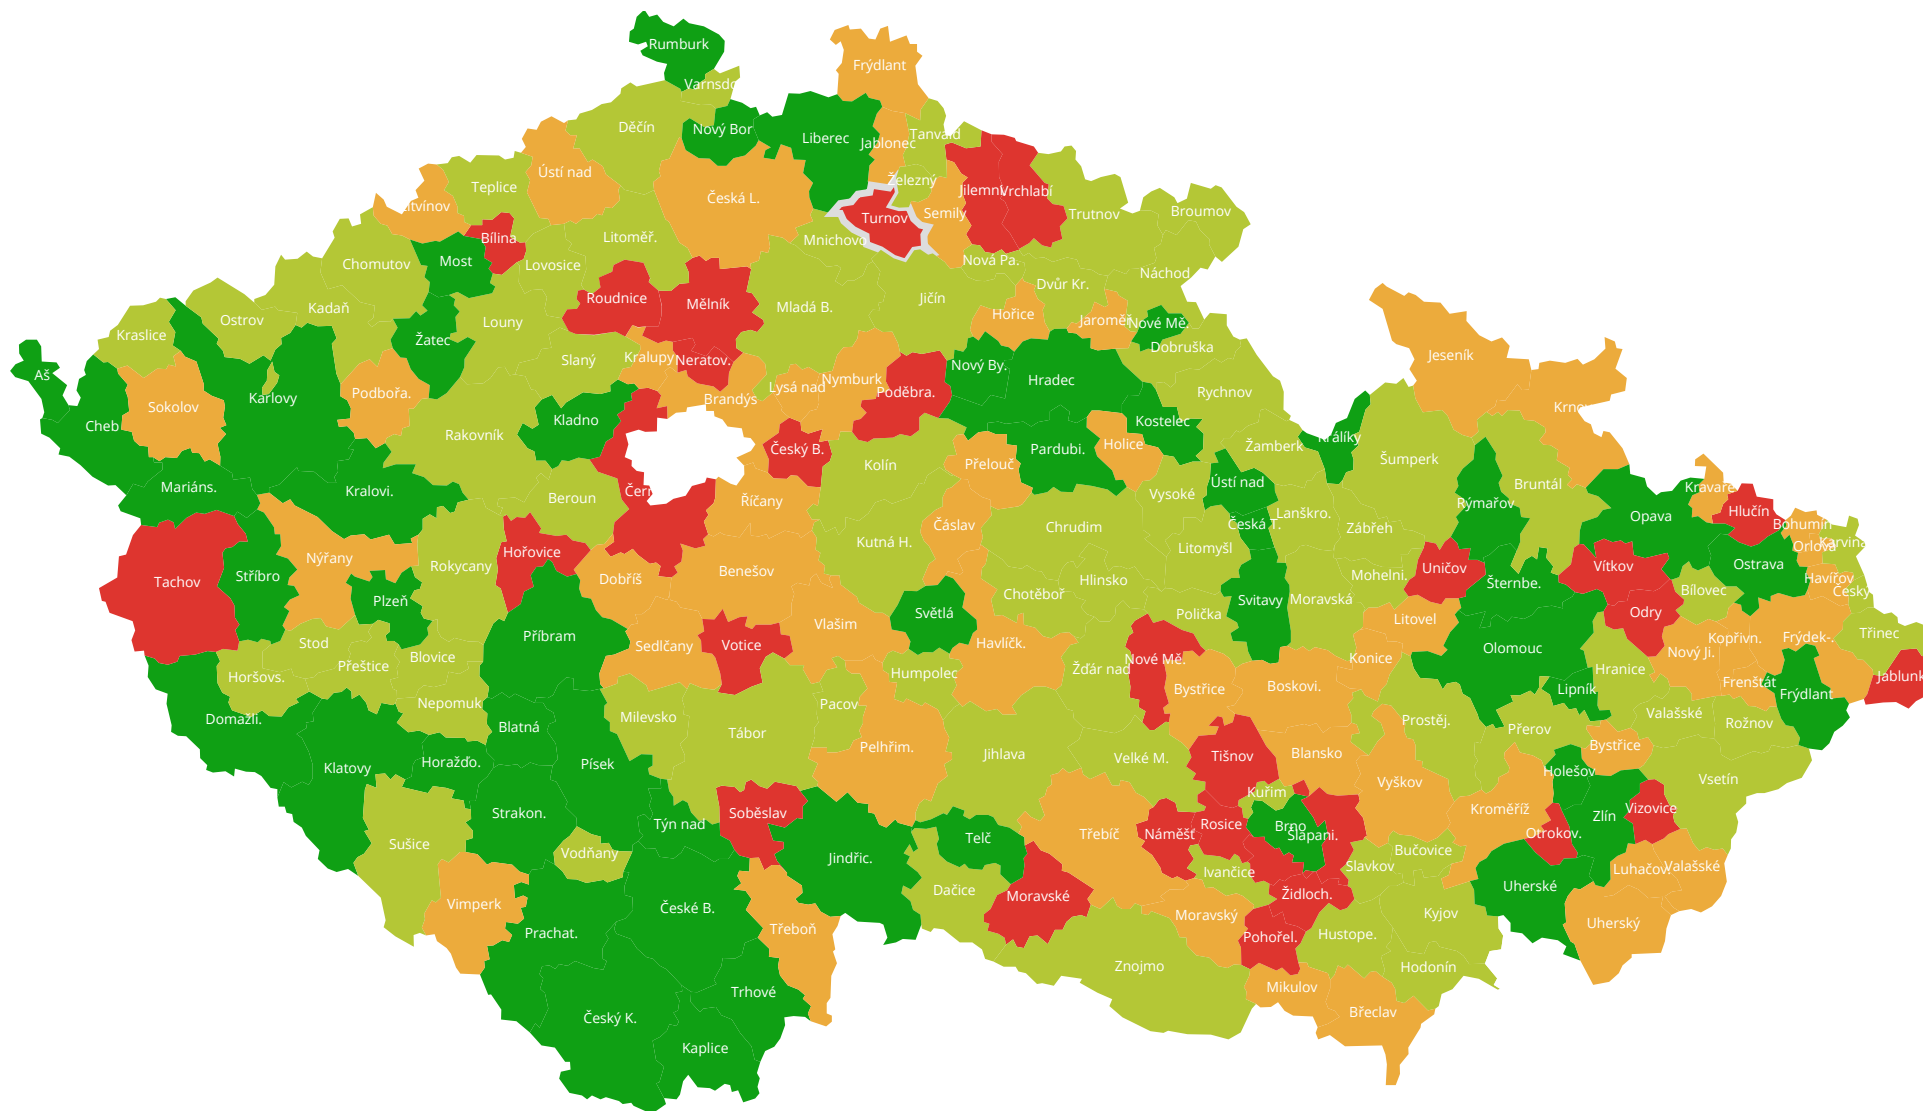 Rumburk
Frýdlant
Varnsdo
Děčín
Nový Bor
Liberec
Jablonec
Tanvald
Ústí nad
Teplice
Železný
Česká L.
Jilemni
Vrchlabí
Turnov
Semily
Trutnov
Broumov
itvínov
Bílina
Litoměř.
Mnichovo
Most
Chomutov
Lovosice
Nová Pa.
Náchod
Dvůr Kr.
Roudnice
Mělník
Mladá B.
Jičín
Kadaň
Ostrov
Louny
Hořice
Jaroměř
Nové Mě.
Kraslice
Žatec
Dobruška
Jeseník
Slaný
Kralupy
Neratov.
Nový By.
Aš
Hradec
Nymburk
Lysá nad
Poděbra.
Rychnov
Podbořa.
Karlovy
Brandýs
Sokolov
Krnov
Cheb
Kladno
Kostelec
Rakovník
Králíky
Holice
Žamberk
Český B.
Pardubi.
Kolín
Přelouč
Šumperk
Mariáns.
Kralovi.
Beroun
Čern
Říčany
Vysoké
Ústí nad
Bruntál
Kravaře
Rýmařov
Hlučín
Opava
Lanškro.
Čáslav
Chrudim
Česká T.
Zábřeh
Bohumín
Kutná H.
Litomyšl
Orlová
Karviná
Hořovice
Nýřany
Rokycany
Tachov
Stříbro
Dobříš
Benešov
Hlinsko
Mohelni.
Uničov
Šternbe.
Vítkov
Ostrava
Havířov
Český
Bílovec
Chotěboř
Plzeň
Svitavy
Moravská
Světlá
Polička
Odry
Litovel
Vlašim
Příbram
Stod
Sedlčany
Votice
Havlíčk.
Olomouc
Kopřivn.
Frýdek-.
Třinec
Nový Ji.
Blovice
Přeštice
Nové Mě.
Konice
Žďár nad
Hranice
Humpolec
Horšovs.
Jablunk
Frenštát
Bystřice
Boskovi.
Lipník
Frýdlant
Nepomuk
Pacov
Milevsko
Domažli.
Blatná
Tábor
Prostěj.
Valašské
Rožnov
Přerov
Pelhřim.
Jihlava
Velké M.
Tišnov
Blansko
Bystřice
Klatovy
Horažďo.
Písek
Holešov
Vyškov
Vsetín
Kuřim
Strakon.
Soběslav
Kroměříž
Vizovice
Týn nad
Zlín
Rosice
Brno
Telč
Třebíč
Náměšť
Šlapani.
Otrokov.
Sušice
Vodňany
Jindřic.
Bučovice
Slavkov
Ivančice
Luhačov.
Valašské
Dačice
Moravské
Židloch.
Uherské
Vimperk
České B.
Moravský
Kyjov
Uherský
Třeboň
Prachat.
Pohořel.
Hustope.
Znojmo
Hodonín
Mikulov
Trhové
Břeclav
Český K.
Kaplice